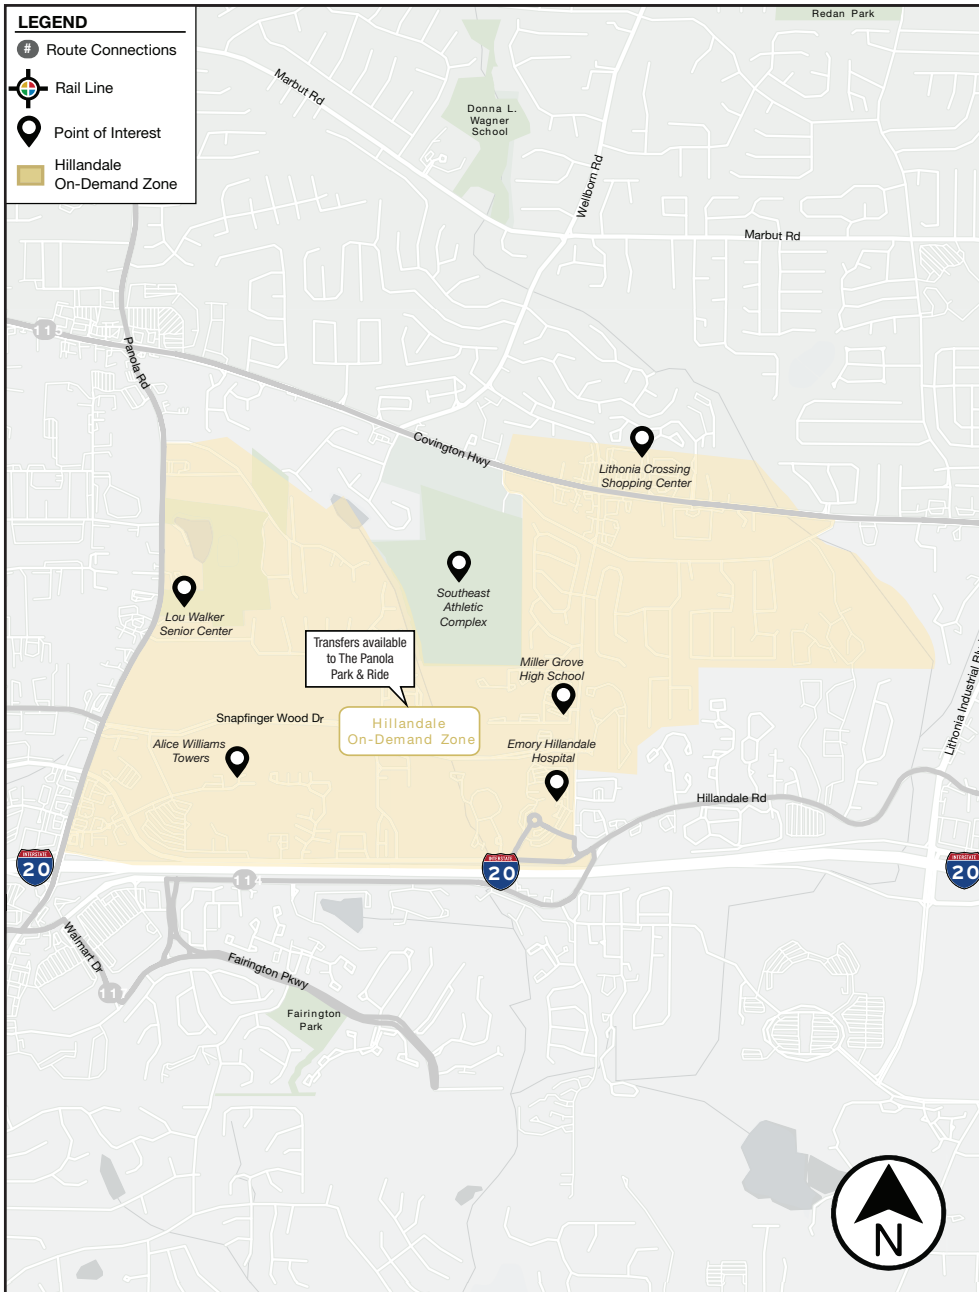 LEGEND
# Route Connections
Rail Line
Point of Interest
Hillandale
On-Demand Zone
Redan Park
Marbut Rd
Donna L.
Wagner
School
Wellborn Rd
Marbut Rd
115
Panola Rd
Covington Hwy
Lithonia Crossing
Shopping Center
Southeast
Athletic
Complex
Lou Walker
Senior Center
Transfers available
to The Panola
Park & Ride
Miller Grove
High School
Snapfinger Wood Dr
Hillandale
On-Demand Zone
Alice Williams
Towers
Emory Hillandale
Hospital
Lithonia Industrial
Hillandale Rd
INTERSTATE
20
INTERSTATE
20
INTERSTATE
20
Walmart Dr
Fairington Pkwy
Fairington
Park
N